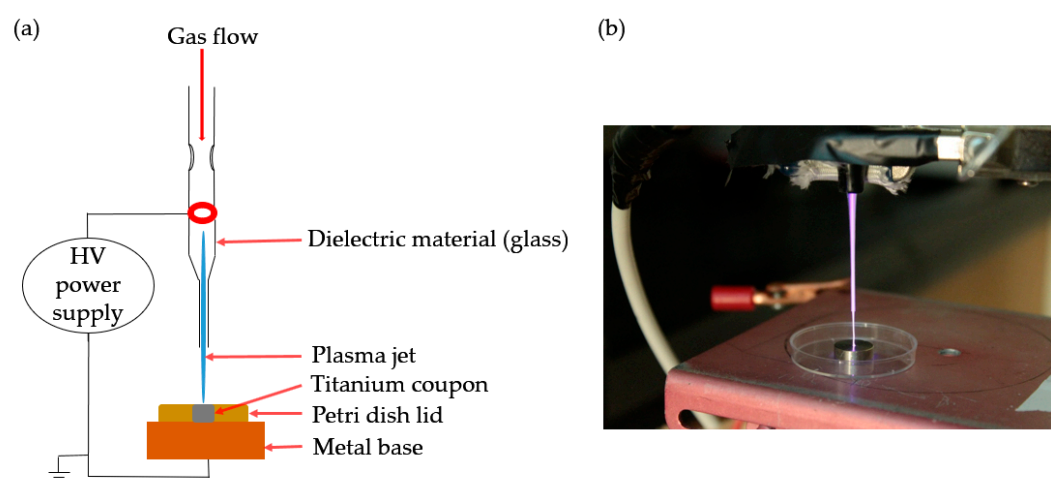 (a)
Gas flow
HV
power
supply
Dielectric material (glass)
Plasma jet
Titanium coupon
Petri dish lid
Metal base
(b)